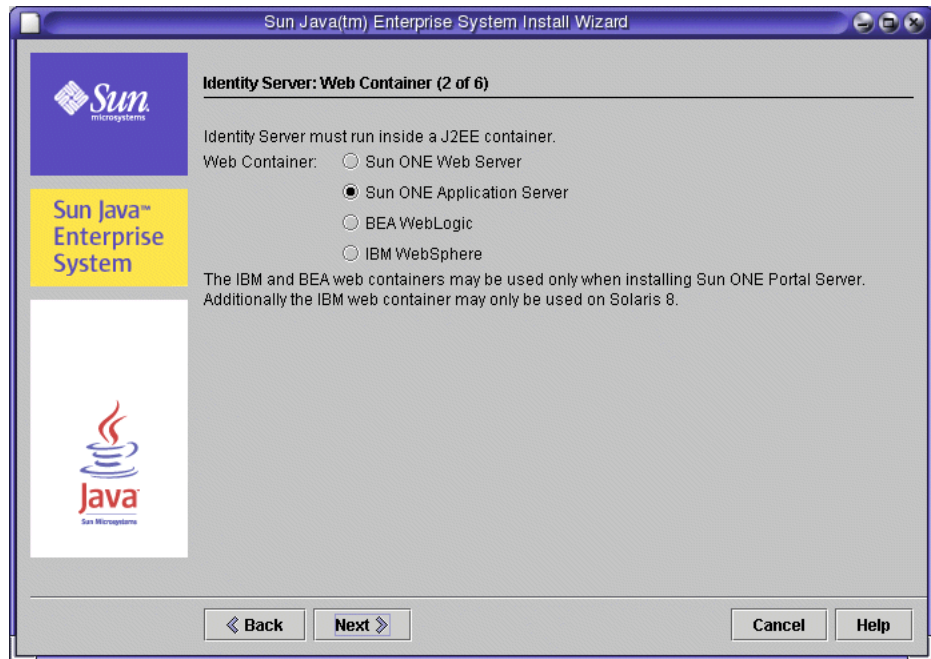 Sun Java(tm) Enterprise System Install Wizard
Sun
microsystems
Sun Java™
Enterprise
System
Java
Sun Microsystems
Identity Server: Web Container (2 of 6)
Identity Server must run inside a J2EE container.
Web Container: Sun ONE Web Server
Sun ONE Application Server
BEA WebLogic
IBM WebSphere
The IBM and BEA web containers may be used only when installing Sun ONE Portal Server.
Additionally the IBM web container may only be used on Solaris 8.
Back Next Cancel Help